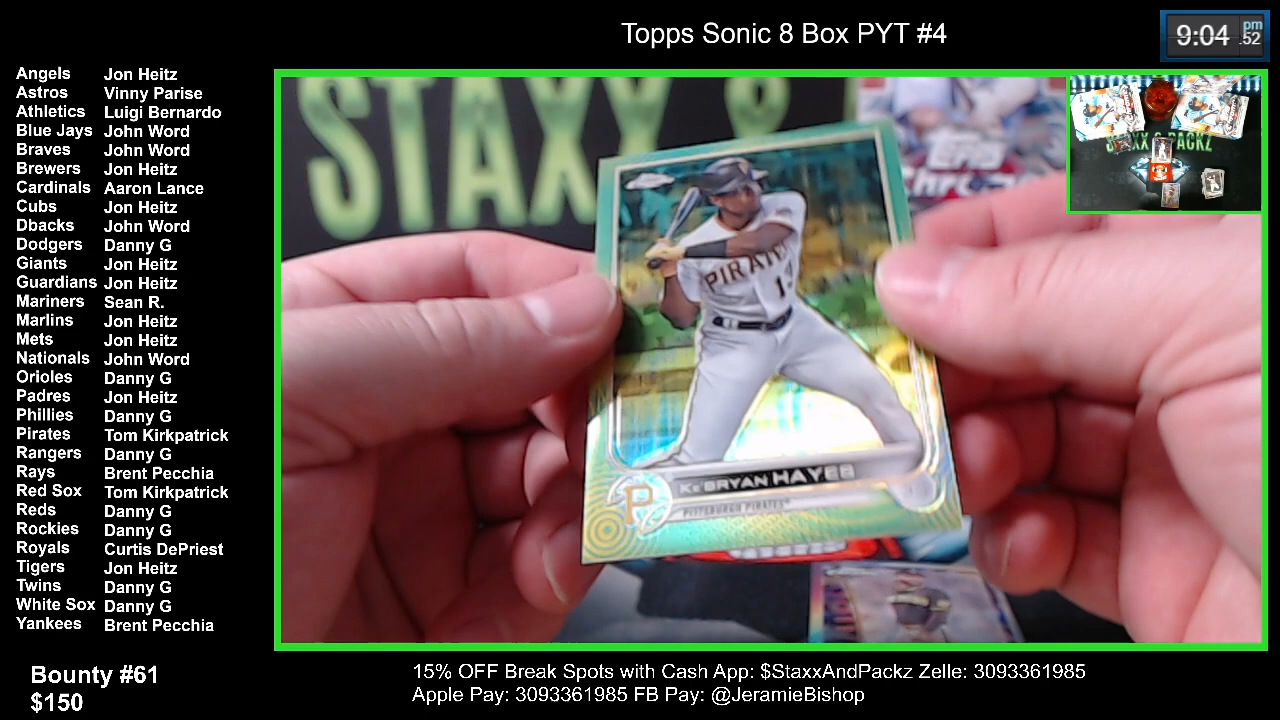 Topps Sonic 8 Box PYT #4
9:04 pm .52
Angels Jon Heitz
Astros Vinny Parise
Athletics Luigi Bernardo
Blue Jays John Word
Braves John Word
Brewers Jon Heitz
Cardinals Aaron Lance
Cubs Jon Heitz
Dbacks John Word
Dodgers Danny G
Giants Jon Heitz
Guardians Jon Heitz
Mariners Sean R.
Marlins Jon Heitz
Mets Jon Heitz
Nationals John Word
Orioles Danny G
Padres Jon Heitz
Phillies Danny G
Pirates Tom Kirkpatrick
Rangers Danny G
Rays Brent Pecchia
Red Sox Tom Kirkpatrick
Reds Danny G
Rockies Danny G
Royals Curtis DePriest
Tigers Jon Heitz
Twins Danny G
White Sox Danny G
Yankees Brent Pecchia
STAXX &
PIRATE
1
P
Ke'BRYAN HAYES
PITTSBURGH PIRATES
Bounty #61
$150
15% OFF Break Spots with Cash App: $StaxxAndPackz Zelle: 3093361985
Apple Pay: 3093361985 FB Pay: @JeramieBishop